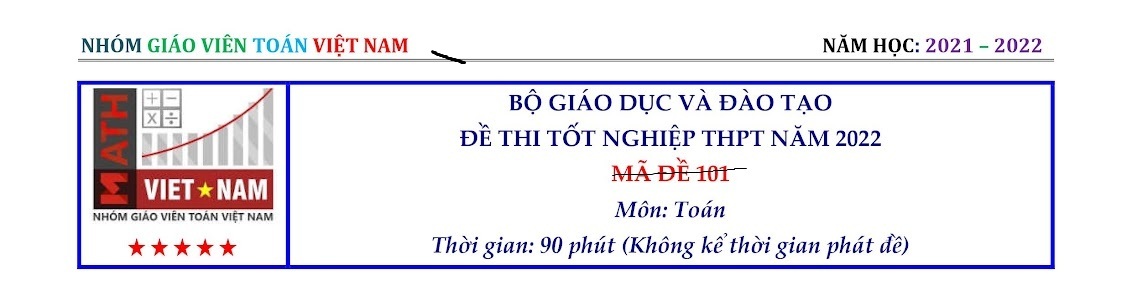 NHÓM GIÁO VIÊN TOÁN VIỆT NAM
NĂM HỌC: 2021 – 2022
MATH
VIET★NAM
NHÓM GIÁO VIÊN TOÁN VIỆT NAM
★★★★★
BỘ GIÁO DỤC VÀ ĐÀO TẠO
ĐỀ THI TỐT NGHIỆP THPT NĂM 2022
MÃ ĐỀ 101
Môn: Toán
Thời gian: 90 phút (Không kể thời gian phát đề)